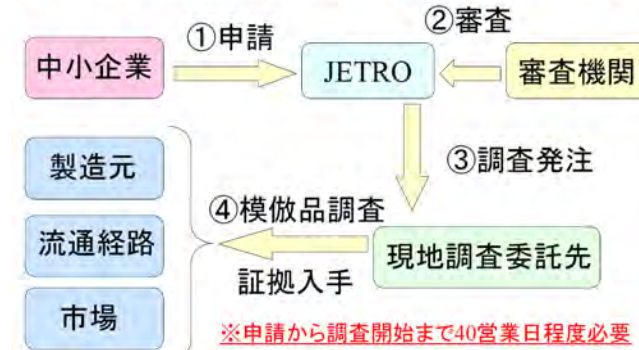 ①申請
②審査
中小企業
JETRO
審査機関
③調査発注
製造元
④模倣品調査
流通経路
現地調査委託先
証拠入手
市場
※申請から調査開始まで40営業日程度必要